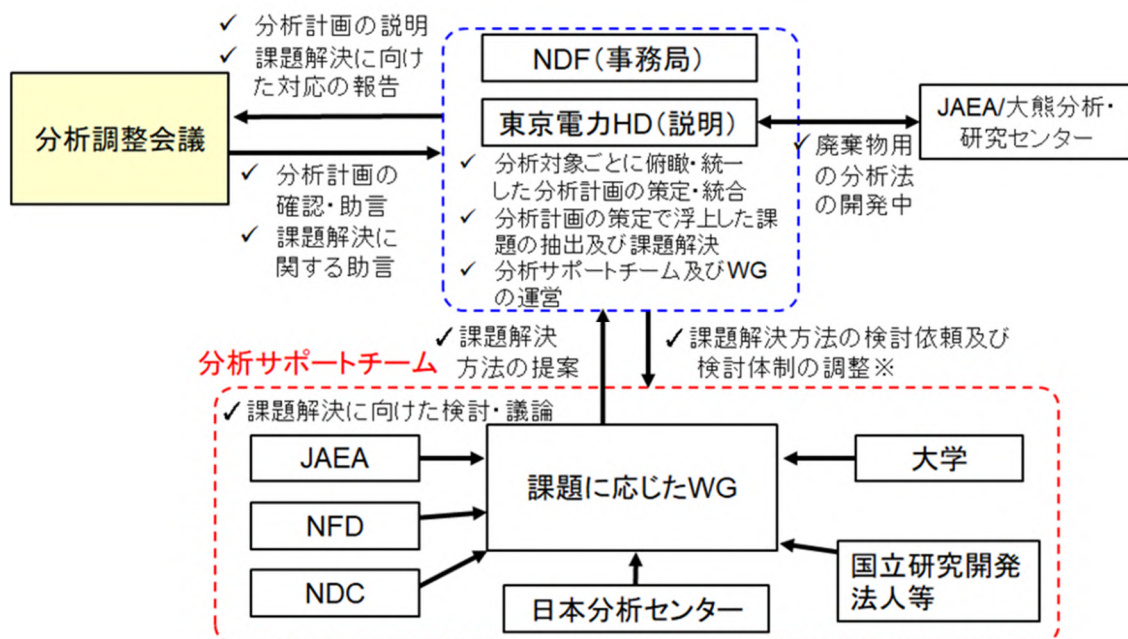 ✓ 分析計画の説明
✓ 課題解決に向け
た対応の報告
分析調整会議
✓ 分析計画の
確認・助言
✓ 課題解決に
関する助言
NDF（事務局）
東京電力HD（説明）
✓ 分析対象ごとに俯瞰・統一
した分析計画の策定・統合
✓ 分析計画の策定で浮上した課
題の抽出及び課題解決
✓ 分析サポートチーム及びWG
の運営
JAEA/大熊分析・
研究センター
✓ 廃棄物用
の分析法
の開発中
✓ 課題解決
方法の提案
✓ 課題解決方法の検討依頼及び
検討体制の調整※
分析サポートチーム
✓ 課題解決に向けた検討・議論
JAEA
NFD
NDC
課題に応じたWG
日本分析センター
大学
国立研究開発
法人等